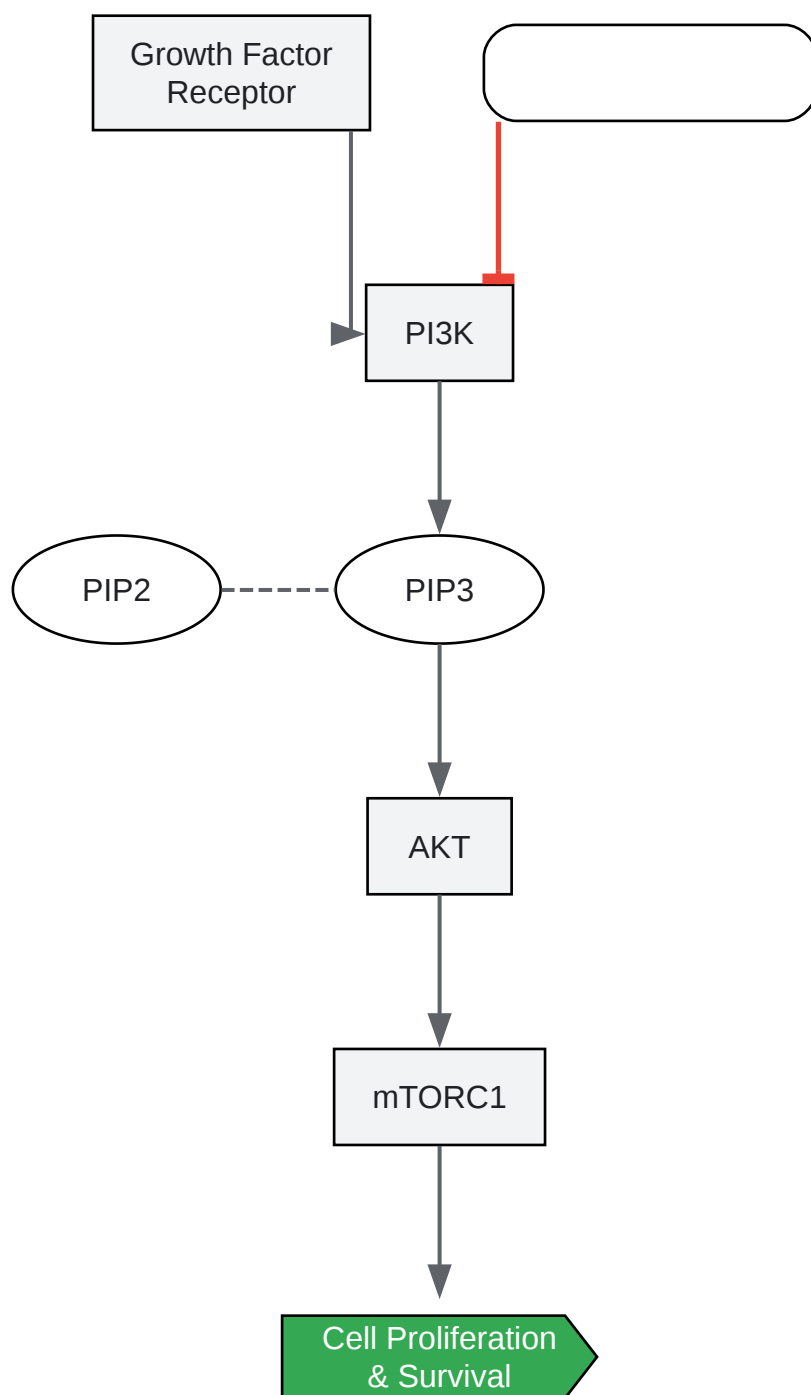 Growth Factor
Receptor
PI3K
PIP2
PIP3
AKT
mTORC1
Cell Proliferation
& Survival